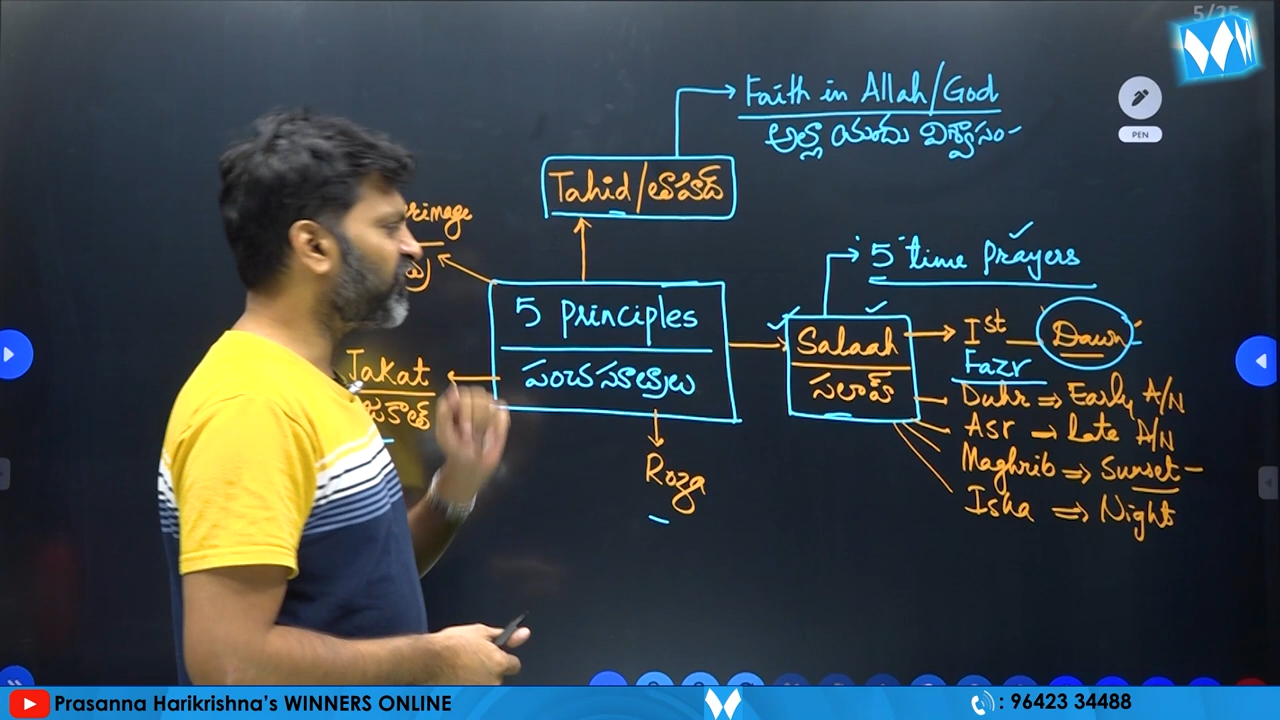 5/25
W
Faith in Allah/God
అల్లా యందు విశ్వాసం
PEN
Tahid/తాహిద్
5 time prayers
5 Principles
పంచ సూత్రాలు
Salaah
సలాహ్
Ist Dawn
Fazr
Duhr ⇒ Early A/N
Asr → Late A/N
Maghrib ⇒ Sunset
Isha ⇒ Night
Jakat
జకాత్
Roza
Prasanna Harikrishna's WINNERS ONLINE
: 96423 34488